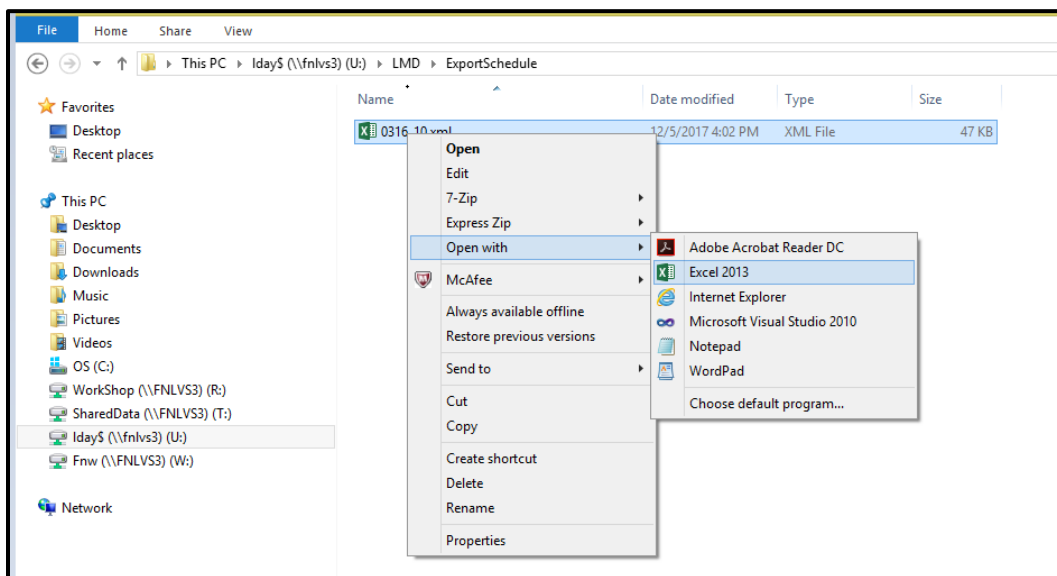 File Home Share View
This PC lday$ (\\fnlvs3) (U:) LMD ExportSchedule
Favorites
Desktop
Recent places
This PC
Desktop
Documents
Downloads
Music
Pictures
Videos
OS (C:)
WorkShop (\\FNLVS3) (R:)
SharedData (\\FNLVS3) (T:)
lday$ (\\fnlvs3) (U:)
Fnw (\\FNLVS3) (W:)
Network
Name Date modified Type Size
0316_10.xml 12/5/2017 4:02 PM XML File 47 KB
Open
Edit
7-Zip
Express Zip
Open with
McAfee
Always available offline
Restore previous versions
Send to
Cut
Copy
Create shortcut
Delete
Rename
Properties
Adobe Acrobat Reader DC
Excel 2013
Internet Explorer
Microsoft Visual Studio 2010
Notepad
WordPad
Choose default program...